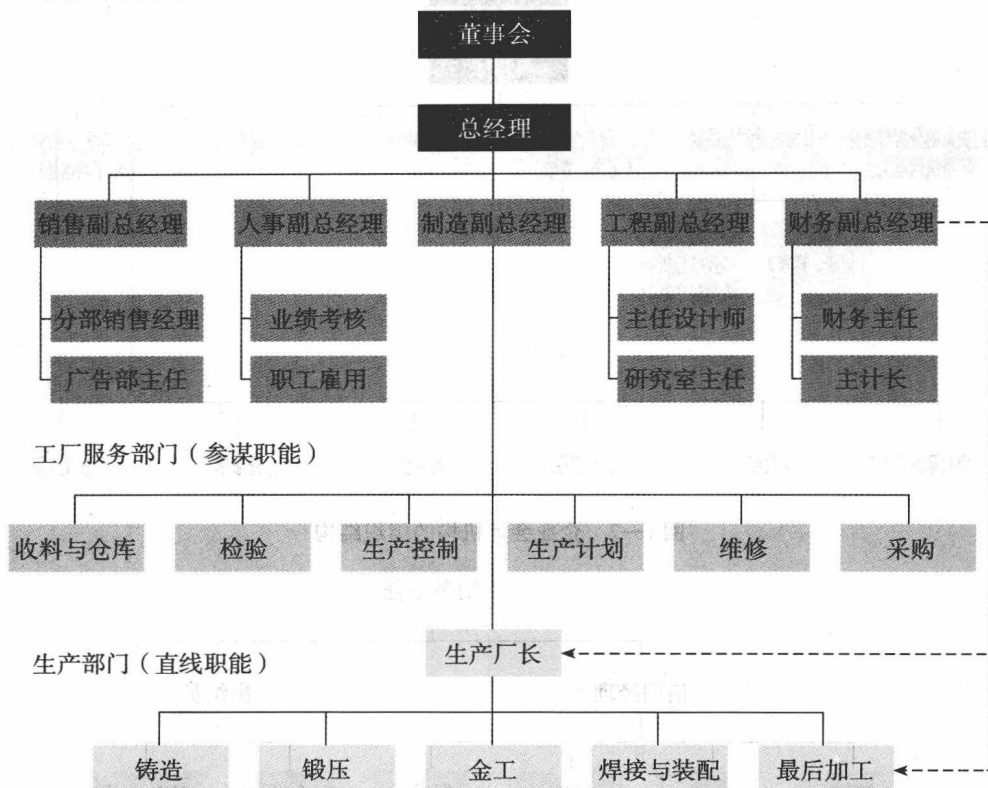 董事会
总经理
销售副总经理
人事副总经理
制造副总经理
工程副总经理
财务副总经理
分部销售经理
业绩考核
主任设计师
财务主任
广告部主任
职工雇用
研究室主任
主计长
工厂服务部门（参谋职能）
收料与仓库
检验
生产控制
生产计划
维修
采购
生产厂长
生产部门（直线职能）
铸造
锻压
金工
焊接与装配
最后加工